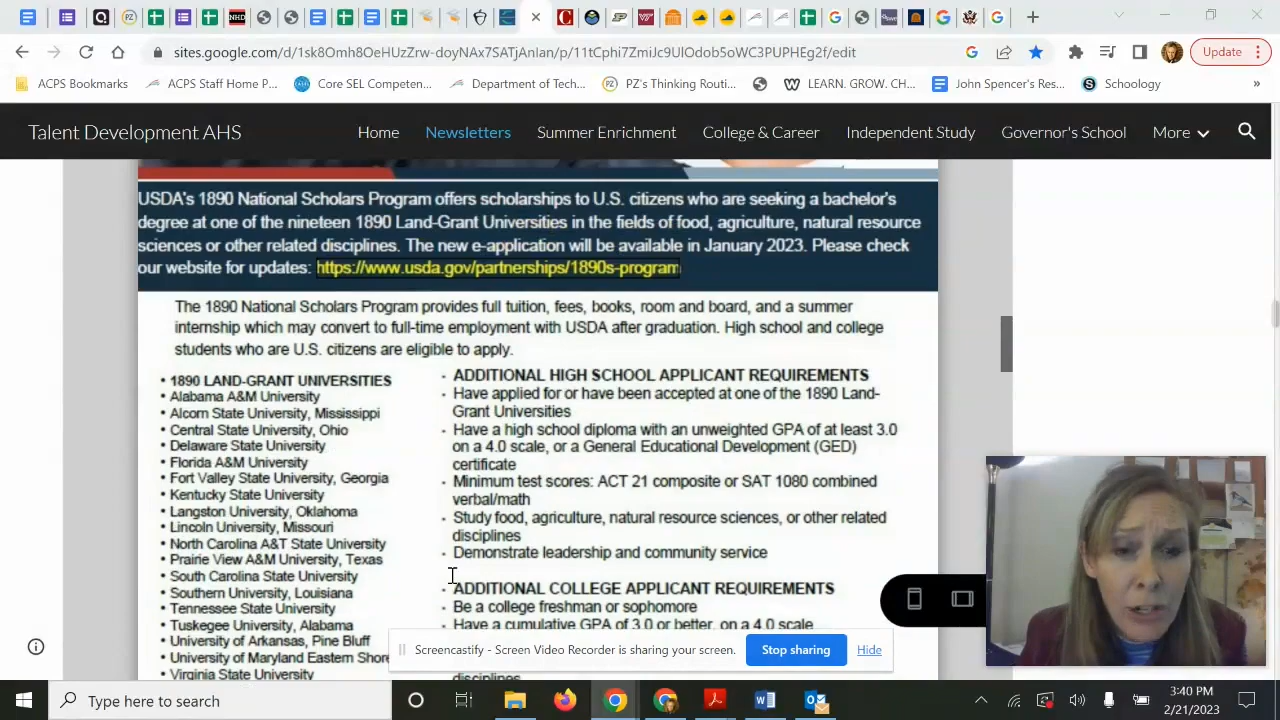 sites.google.com/d/1sk8Omh8OeHUzZrw-doyNAx7SATjAnIan/p/11tCphi7ZmiJc9UlOdob5oWC3PUPHEg2f/edit
Update
ACPS Bookmarks
ACPS Staff Home P...
Core SEL Competen...
Department of Tech...
PZ's Thinking Routi...
LEARN. GROW. CH...
John Spencer's Res...
Schoology
»
Talent Development AHS
Home
Newsletters
Summer Enrichment
College & Career
Independent Study
Governor's School
More
USDA's 1890 National Scholars Program offers scholarships to U.S. citizens who are seeking a bachelor's
degree at one of the nineteen 1890 Land-Grant Universities in the fields of food, agriculture, natural resource
sciences or other related disciplines. The new e-application will be available in January 2023. Please check
our website for updates: https://www.usda.gov/partnerships/1890s-program
The 1890 National Scholars Program provides full tuition, fees, books, room and board, and a summer
internship which may convert to full-time employment with USDA after graduation. High school and college
students who are U.S. citizens are eligible to apply.
• 1890 LAND-GRANT UNIVERSITIES
• Alabama A&M University
• Alcorn State University, Mississippi
• Central State University, Ohio
• Delaware State University
• Florida A&M University
• Fort Valley State University, Georgia
• Kentucky State University
• Langston University, Oklahoma
• Lincoln University, Missouri
• North Carolina A&T State University
• Prairie View A&M University, Texas
• South Carolina State University
• Southern University, Louisiana
• Tennessee State University
• Tuskegee University, Alabama
• University of Arkansas, Pine Bluff
• University of Maryland Eastern Shore
• Virginia State University
- ADDITIONAL HIGH SCHOOL APPLICANT REQUIREMENTS
- Have applied for or have been accepted at one of the 1890 Land-
Grant Universities
- Have a high school diploma with an unweighted GPA of at least 3.0
on a 4.0 scale, or a General Educational Development (GED)
certificate
- Minimum test scores: ACT 21 composite or SAT 1080 combined
verbal/math
- Study food, agriculture, natural resource sciences, or other related
disciplines
- Demonstrate leadership and community service
- ADDITIONAL COLLEGE APPLICANT REQUIREMENTS
- Be a college freshman or sophomore
- Have a cumulative GPA of 3.0 or better, on a 4.0 scale
disciplines
Screencastify - Screen Video Recorder is sharing your screen.
Stop sharing
Hide
Type here to search
3:40 PM
2/21/2023